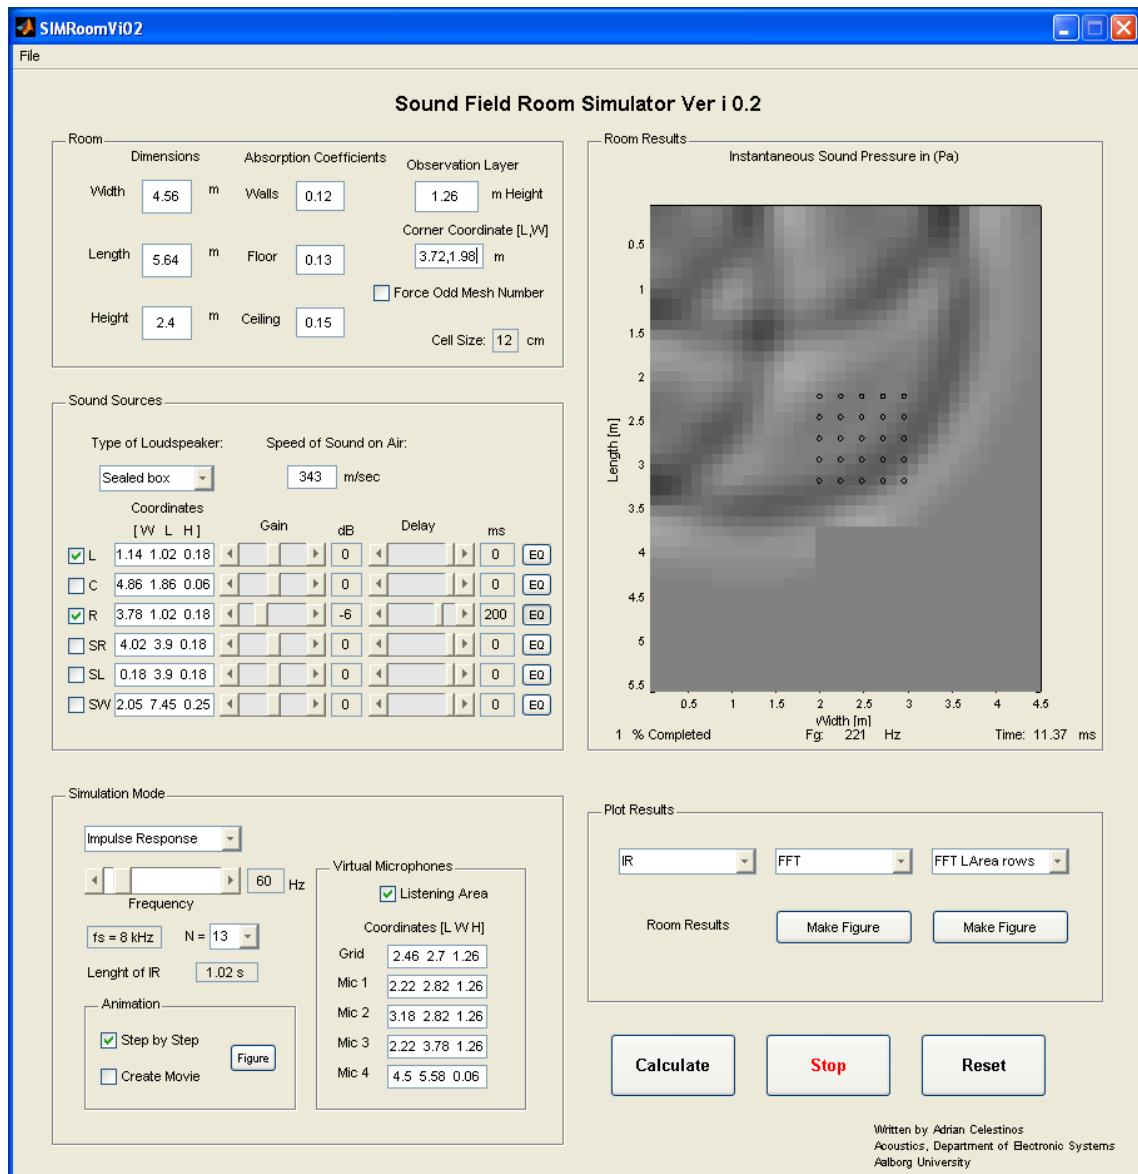 SIMRoomVi02
File
Sound Field Room Simulator Ver i 0.2
Room
Dimensions Absorption Coefficients Observation Layer
Width 4.56 m Walls 0.12 1.26 m Height
Corner Coordinate [L,W]
Length 5.64 m Floor 0.13 3.72,1.98 m
Force Odd Mesh Number
Height 2.4 m Ceiling 0.15
Cell Size: 12 cm
Sound Sources
Type of Loudspeaker: Speed of Sound on Air:
Sealed box 343 m/sec
Coordinates
[ W L H ] Gain dB Delay ms
L 1.14 1.02 0.18 0 0 EQ
C 4.86 1.86 0.06 0 0 EQ
R 3.78 1.02 0.18 -6 200 EQ
SR 4.02 3.9 0.18 0 0 EQ
SL 0.18 3.9 0.18 0 0 EQ
SW 2.05 7.45 0.25 0 0 EQ
Room Results
Instantaneous Sound Pressure in (Pa)
0.5
1
1.5
2
2.5
3
3.5
4
4.5
5
5.5
Length [m]
0.5 1 1.5 2 2.5 3 3.5 4 4.5
Width [m]
1 % Completed Fg: 221 Hz Time: 11.37 ms
Simulation Mode
Impulse Response
60 Hz
Frequency
fs = 8 kHz N = 13
Lenght of IR 1.02 s
Animation
Step by Step
Figure
Create Movie
Virtual Microphones
Listening Area
Coordinates [L W H]
Grid 2.46 2.7 1.26
Mic 1 2.22 2.82 1.26
Mic 2 3.18 2.82 1.26
Mic 3 2.22 3.78 1.26
Mic 4 4.5 5.58 0.06
Plot Results
IR FFT FFT LArea rows
Room Results Make Figure Make Figure
Calculate Stop Reset
Written by Adrian Celestinos
Acoustics, Department of Electronic Systems
Aalborg University